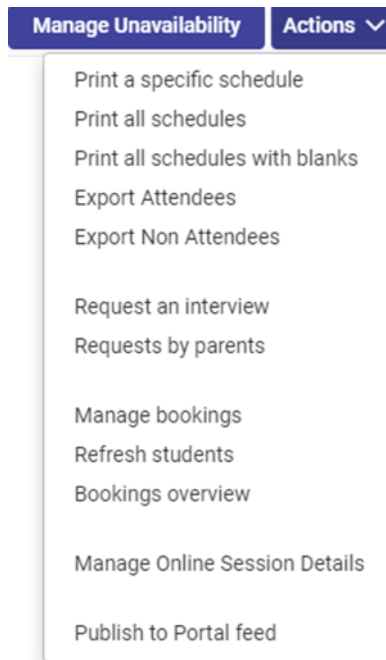 Manage Unavailability
Actions
Print a specific schedule
Print all schedules
Print all schedules with blanks
Export Attendees
Export Non Attendees
Request an interview
Requests by parents
Manage bookings
Refresh students
Bookings overview
Manage Online Session Details
Publish to Portal feed